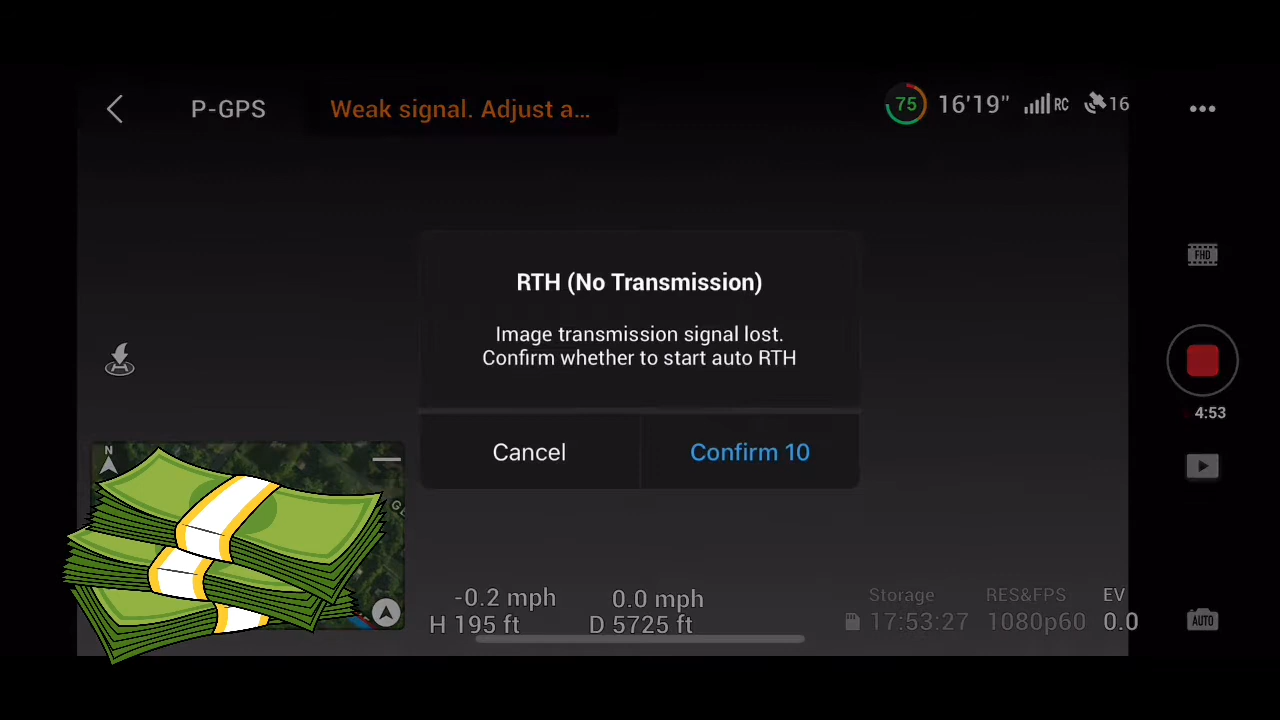 P-GPS
Weak signal. Adjust a...
75
16'19"
RC
16
FHD
RTH (No Transmission)
Image transmission signal lost.
Confirm whether to start auto RTH
4:53
Cancel
Confirm 10
N
-0.2 mph
0.0 mph
Storage
RES&FPS
EV
H 195 ft
D 5725 ft
17:53:27
1080p60
0.0
AUTO